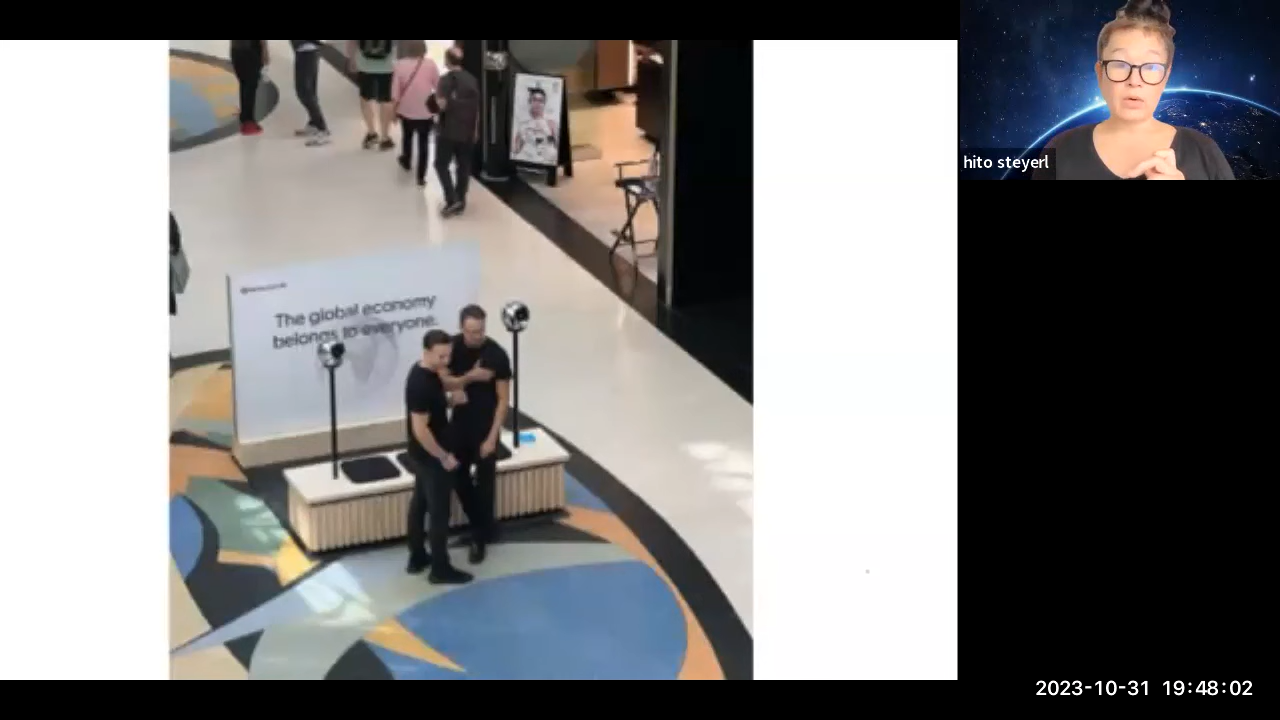 hito steyerl
The global economy
belongs to everyone.
2023-10-31 19:48:02